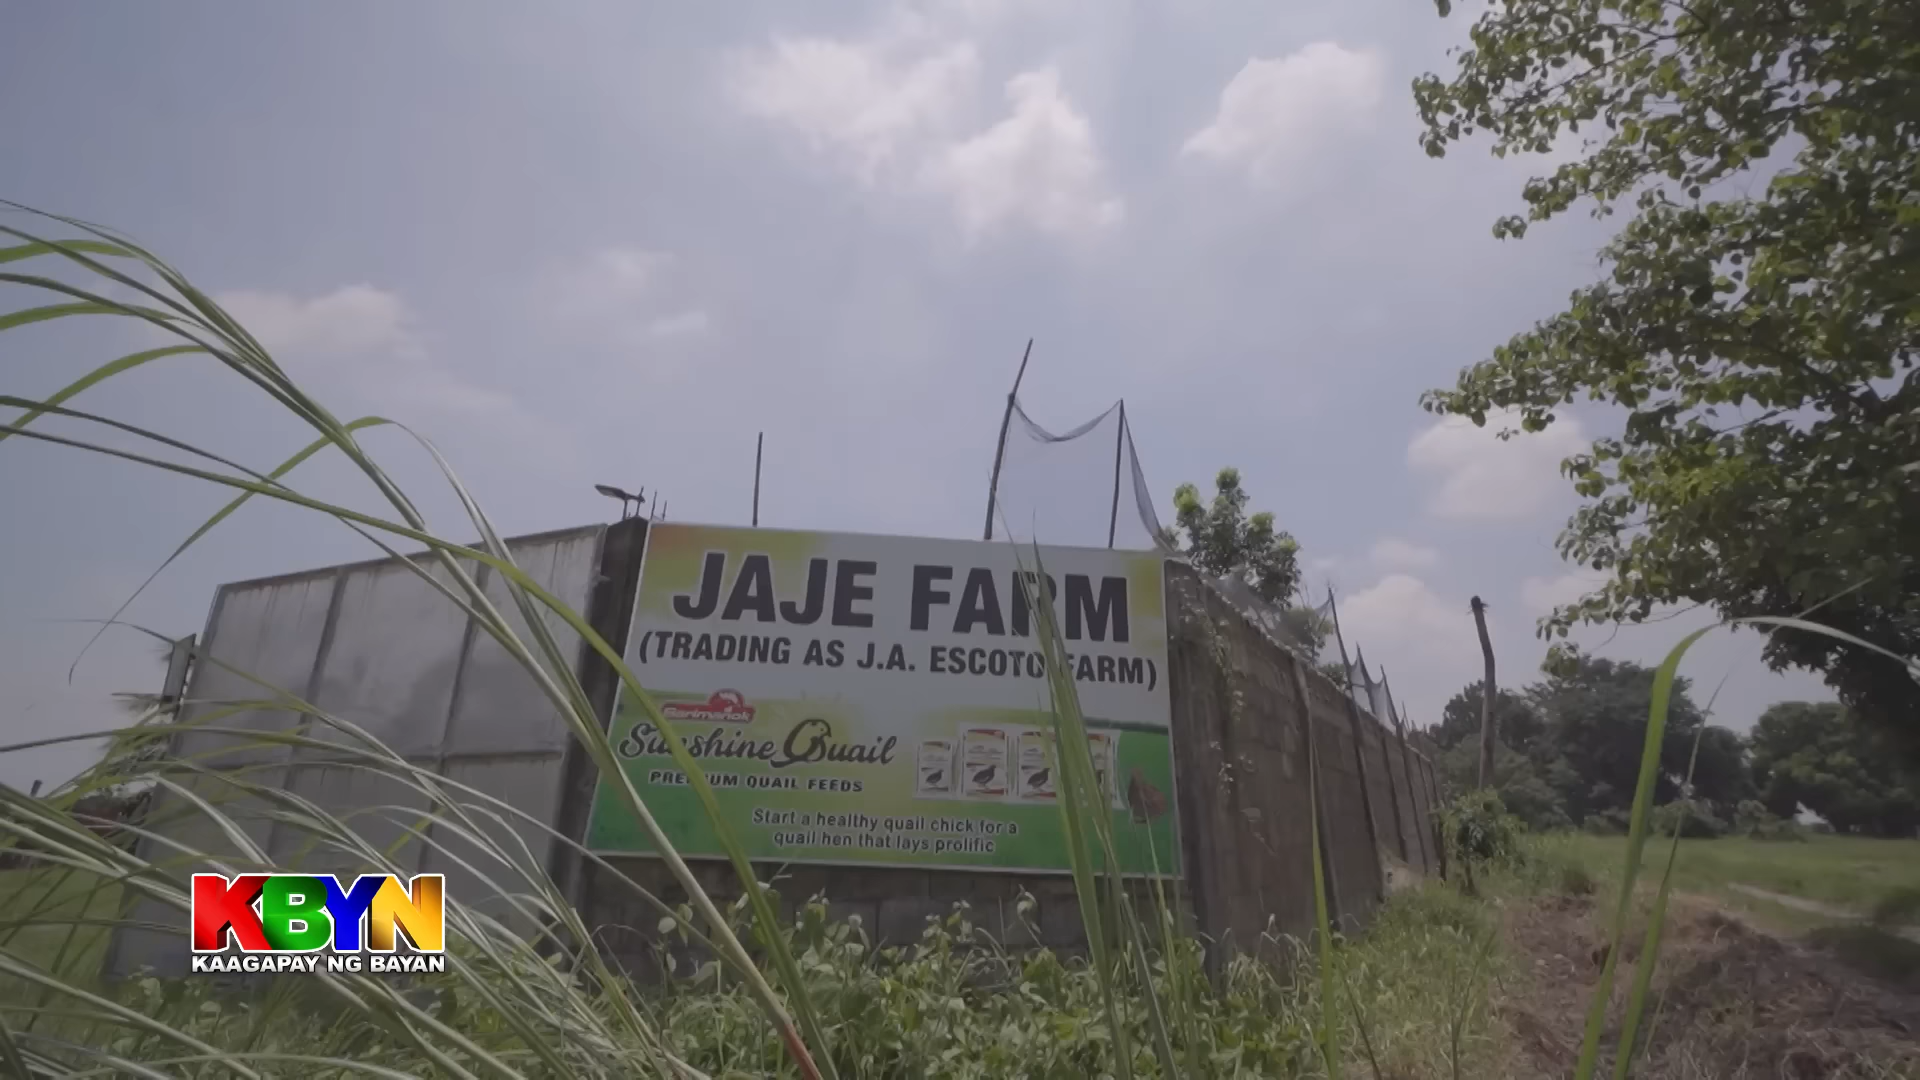 JAJE FARM
(TRADING AS J.A. ESCOTO FARM)
Sarimanok
Sunshine Quail
PREMIUM QUAIL FEEDS
Start a healthy quail chick for a
quail hen that lays prolific
KBYN
KAAGAPAY NG BAYAN